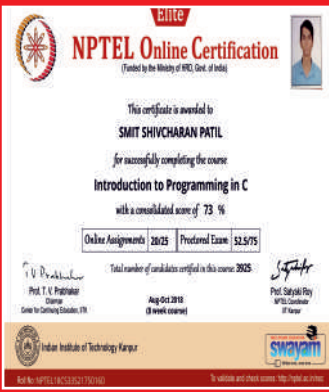 Elite
NPTEL Online Certification
(Funded by the Ministry of HRD, Govt. of India)
This certificate is awarded to
SMIT SHIVCHARAN PATIL
for successfully completing the course
Introduction to Programming in C
with a consolidated score of 73 %
Online Assignments 20/25 Proctored Exam 52.5/75
Total number of candidates certified in this course: 3925
Prof. T. V. Prabhakar
Chairman
Center for Continuing Education, IITK
Aug-Oct 2018
(8 week course)
Prof. Satyaki Roy
NPTEL Coordinator
IIT Kanpur
Indian Institute of Technology Kanpur
swayam
Roll No: NPTEL18CS33S21750160
To validate and check scores: http://nptel.ac.in/noc